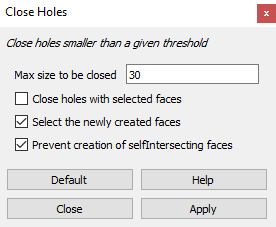 Close Holes
x
Close holes smaller than a given threshold
Max size to be closed 30
Close holes with selected faces
Select the newly created faces
Prevent creation of selfIntersecting faces
Default Help
Close Apply